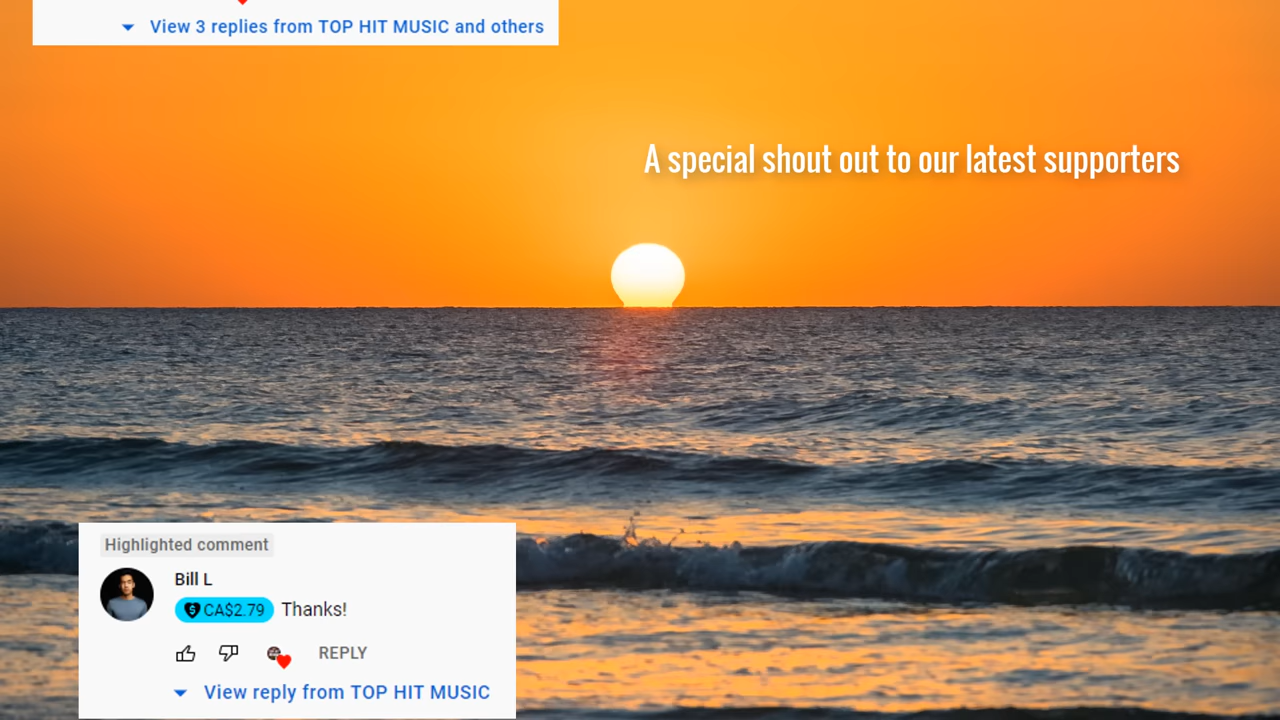 View 3 replies from TOP HIT MUSIC and others
A special shout out to our latest supporters
Highlighted comment
Bill L
CA$2.79 Thanks!
REPLY
View reply from TOP HIT MUSIC